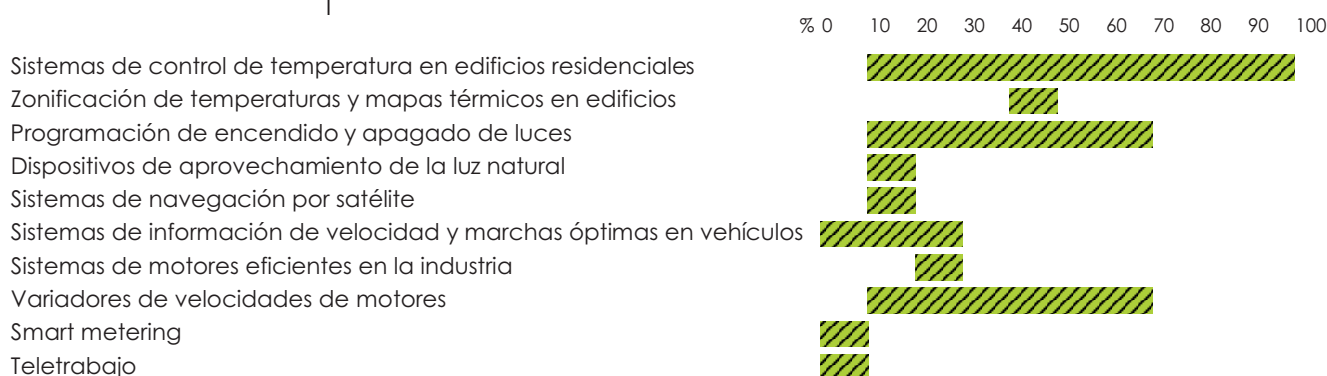 % 0 10 20 30 40 50 60 70 80 90 100
Sistemas de control de temperatura en edificios residenciales
Zonificación de temperaturas y mapas térmicos en edificios
Programación de encendido y apagado de luces
Dispositivos de aprovechamiento de la luz natural
Sistemas de navegación por satélite
Sistemas de información de velocidad y marchas óptimas en vehículos
Sistemas de motores eficientes en la industria
Variadores de velocidades de motores
Smart metering
Teletrabajo